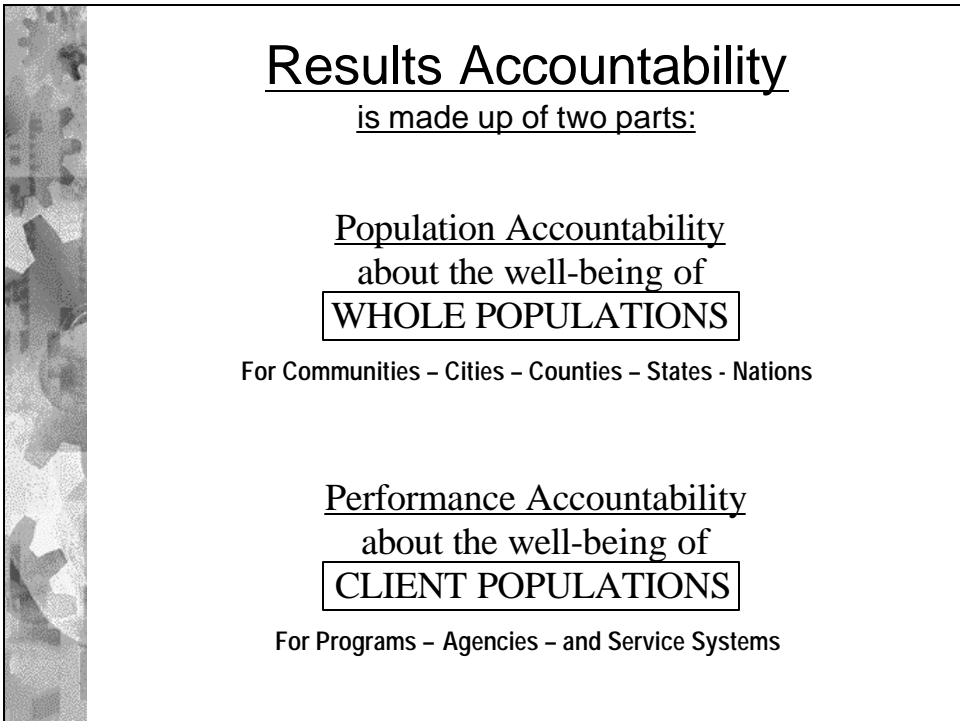 Results Accountability
is made up of two parts:
Population Accountability
about the well-being of
WHOLE POPULATIONS
For Communities – Cities – Counties – States - Nations
Performance Accountability
about the well-being of
CLIENT POPULATIONS
For Programs – Agencies – and Service Systems